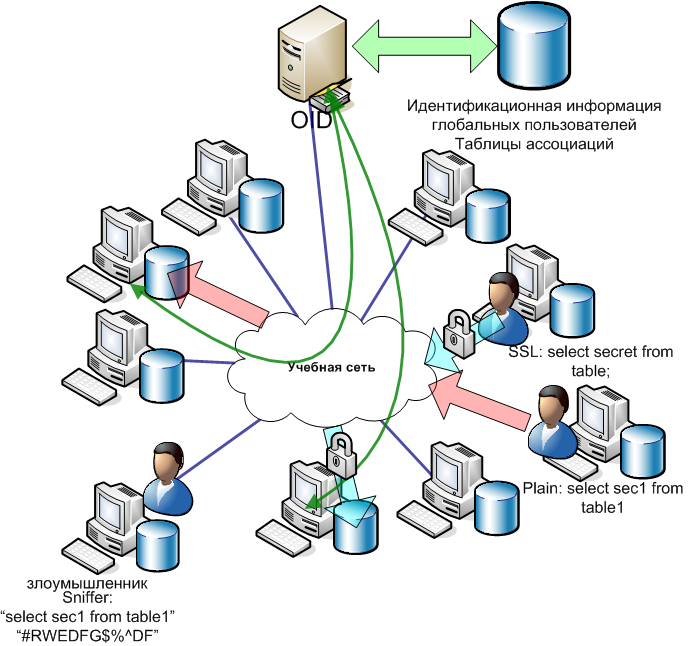 OID
Идентификационная информация
глобальных пользователей
Таблицы ассоциаций
Учебная сеть
SSL: select secret from
table;
Plain: select sec1 from
table1
злоумышленник
Sniffer:
“select sec1 from table1”
“#RWEDFG$%^DF”